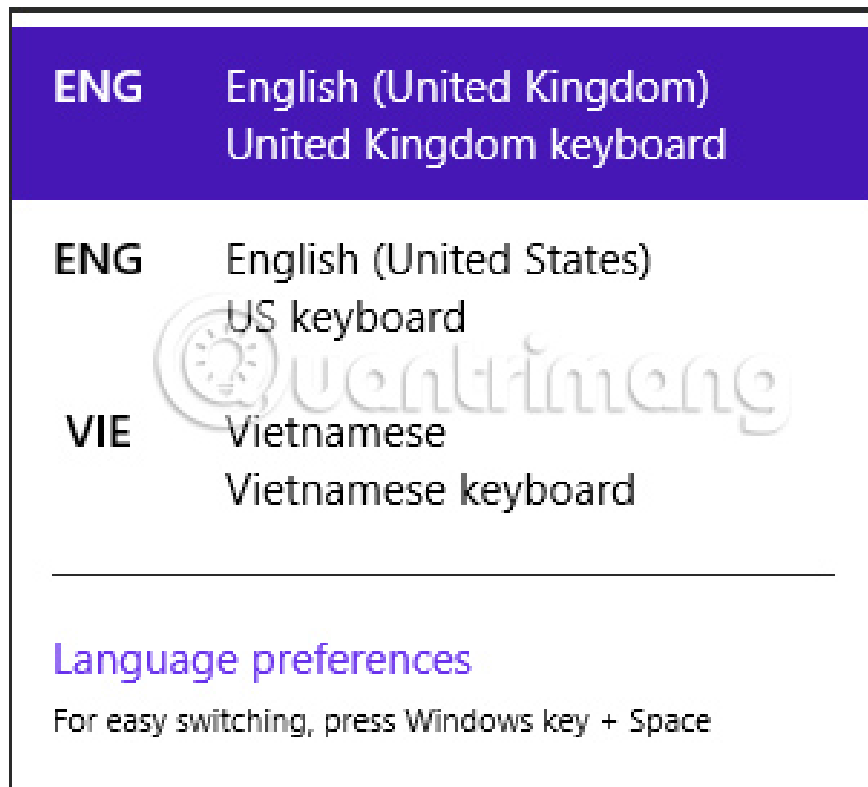 ENG English (United Kingdom)
United Kingdom keyboard
ENG English (United States)
US keyboard
Quantrimang
VIE Vietnamese
Vietnamese keyboard
Language preferences
For easy switching, press Windows key + Space